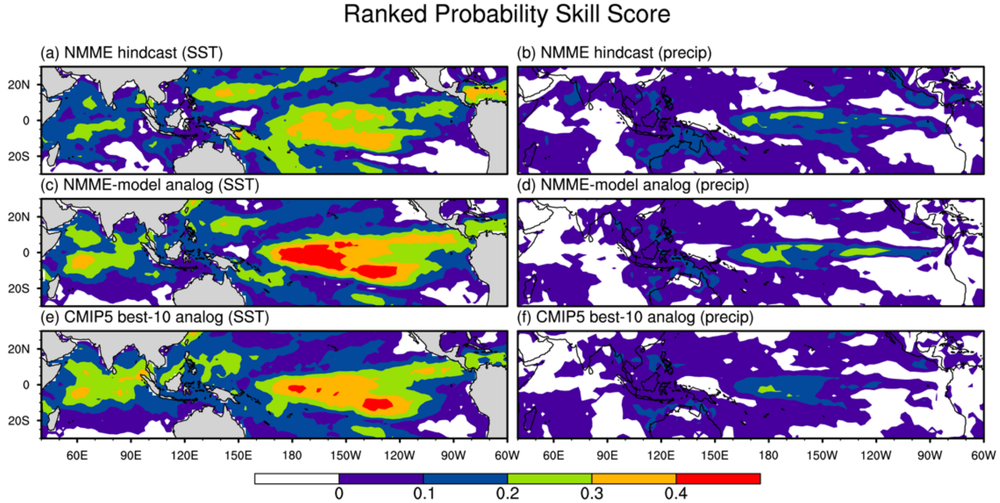 Ranked Probability Skill Score
(a) NMME hindcast (SST)
(b) NMME hindcast (precip)
20N
0
20S
(c) NMME-model analog (SST)
(d) NMME-model analog (precip)
20N
0
20S
(e) CMIP5 best-10 analog (SST)
(f) CMIP5 best-10 analog (precip)
20N
0
20S
60E 90E 120E 150E 180 150W 120W 90W 60W
60E 90E 120E 150E 180 150W 120W 90W 60W
0 0.1 0.2 0.3 0.4